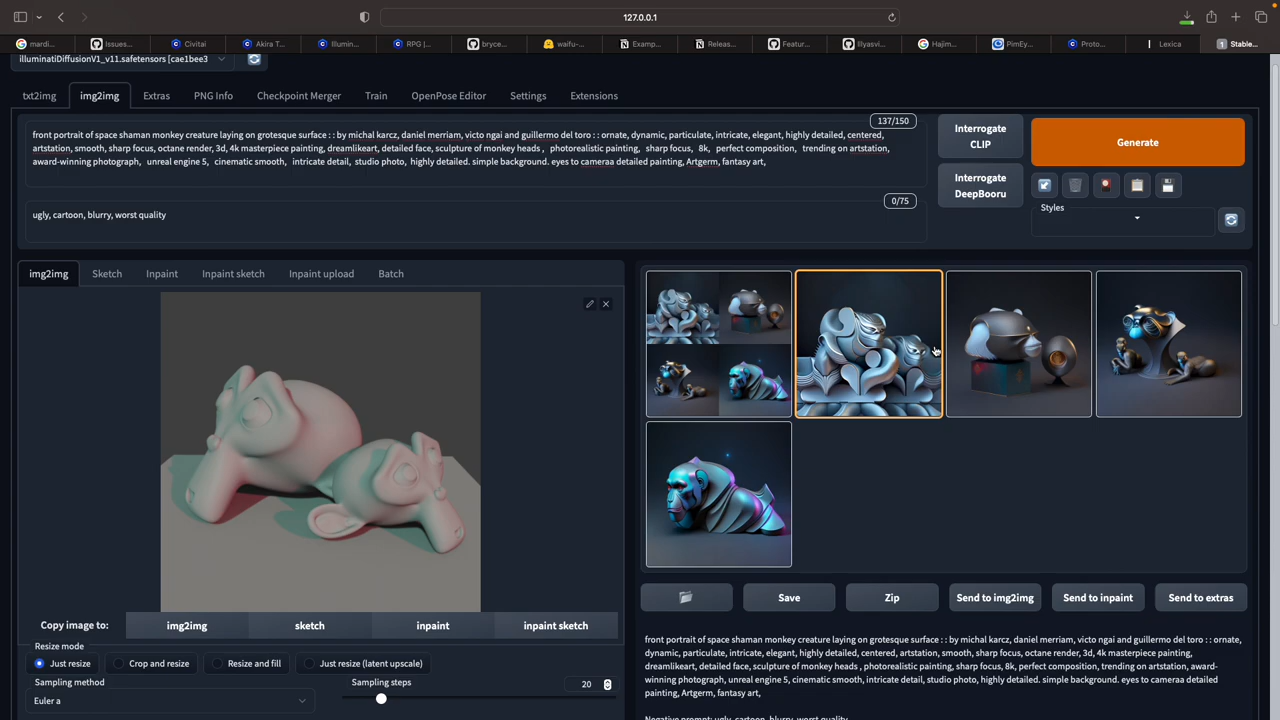 127.0.0.1
mardi...
Issues...
Civitai
Akira T...
Illumin...
RPG |...
bryce...
waifu-...
Examp...
Releas...
Featur...
lllyasvi...
Hajim...
PimEy...
Proto...
Lexica
Stable...
illuminatiDiffusionV1_v11.safetensors [cae1bee3
txt2img
img2img
Extras
PNG Info
Checkpoint Merger
Train
OpenPose Editor
Settings
Extensions
137/150
front portrait of space shaman monkey creature laying on grotesque surface : : by michal karcz, daniel merriam, victo ngai and guillermo del toro : : ornate, dynamic, particulate, intricate, elegant, highly detailed, centered,
artstation, smooth, sharp focus, octane render, 3d, 4k masterpiece painting, dreamlikeart, detailed face, sculpture of monkey heads , photorealistic painting, sharp focus, 8k, perfect composition, trending on artstation,
award-winning photograph, unreal engine 5, cinematic smooth, intricate detail, studio photo, highly detailed. simple background. eyes to cameraa detailed painting, Artgerm, fantasy art,
0/75
ugly, cartoon, blurry, worst quality
Interrogate
CLIP
Interrogate
DeepBooru
Generate
Styles
img2img
Sketch
Inpaint
Inpaint sketch
Inpaint upload
Batch
Copy image to:
img2img
sketch
inpaint
inpaint sketch
Resize mode
Just resize
Crop and resize
Resize and fill
Just resize (latent upscale)
Sampling method
Euler a
Sampling steps
20
Save
Zip
Send to img2img
Send to inpaint
Send to extras
front portrait of space shaman monkey creature laying on grotesque surface : : by michal karcz, daniel merriam, victo ngai and guillermo del toro : : ornate,
dynamic, particulate, intricate, elegant, highly detailed, centered, artstation, smooth, sharp focus, octane render, 3d, 4k masterpiece painting,
dreamlikeart, detailed face, sculpture of monkey heads , photorealistic painting, sharp focus, 8k, perfect composition, trending on artstation, award-
winning photograph, unreal engine 5, cinematic smooth, intricate detail, studio photo, highly detailed. simple background. eyes to cameraa detailed
painting, Artgerm, fantasy art,
Negative prompt: ugly, cartoon, blurry, worst quality